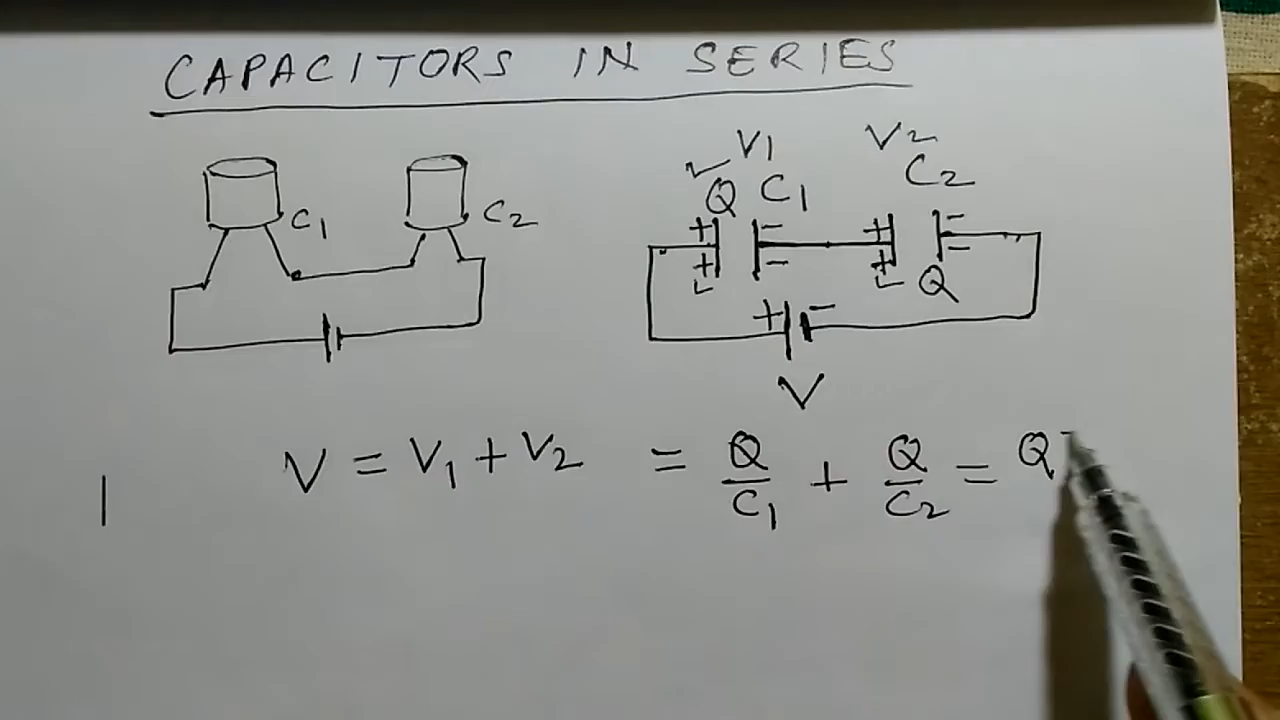 CAPACITORS IN SERIES
V1 V2
Q C1 C2
C1 C2
+ - + -
+ - + -
Q
+ -
V
V = V1 + V2 = Q/C1 + Q/C2 = Q